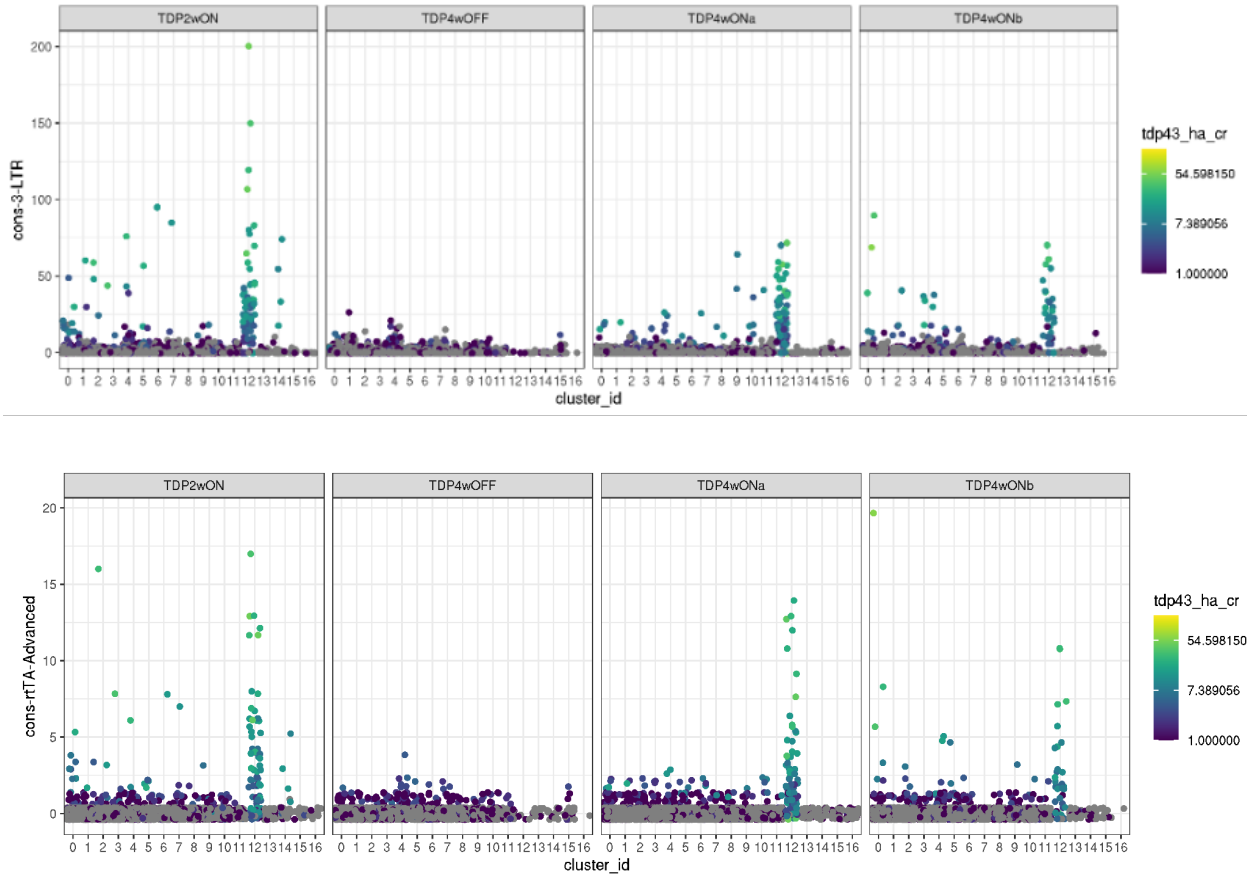 TDP2wON TDP4wOFF TDP4wONa TDP4wONb
cons-3-LTR
200
150
100
50
0
0 1 2 3 4 5 6 7 8 9 10 11 12 13 14 15 16 0 1 2 3 4 5 6 7 8 9 10 11 12 13 14 15 16 0 1 2 3 4 5 6 7 8 9 10 11 12 13 14 15 16 0 1 2 3 4 5 6 7 8 9 10 11 12 13 14 15 16
cluster_id
tdp43_ha_cr
54.598150
7.389056
1.000000
TDP2wON TDP4wOFF TDP4wONa TDP4wONb
cons-rtTA-Advanced
20
15
10
5
0
0 1 2 3 4 5 6 7 8 9 10 11 12 13 14 15 16 0 1 2 3 4 5 6 7 8 9 10 11 12 13 14 15 16 0 1 2 3 4 5 6 7 8 9 10 11 12 13 14 15 16 0 1 2 3 4 5 6 7 8 9 10 11 12 13 14 15 16
cluster_id
tdp43_ha_cr
54.598150
7.389056
1.000000